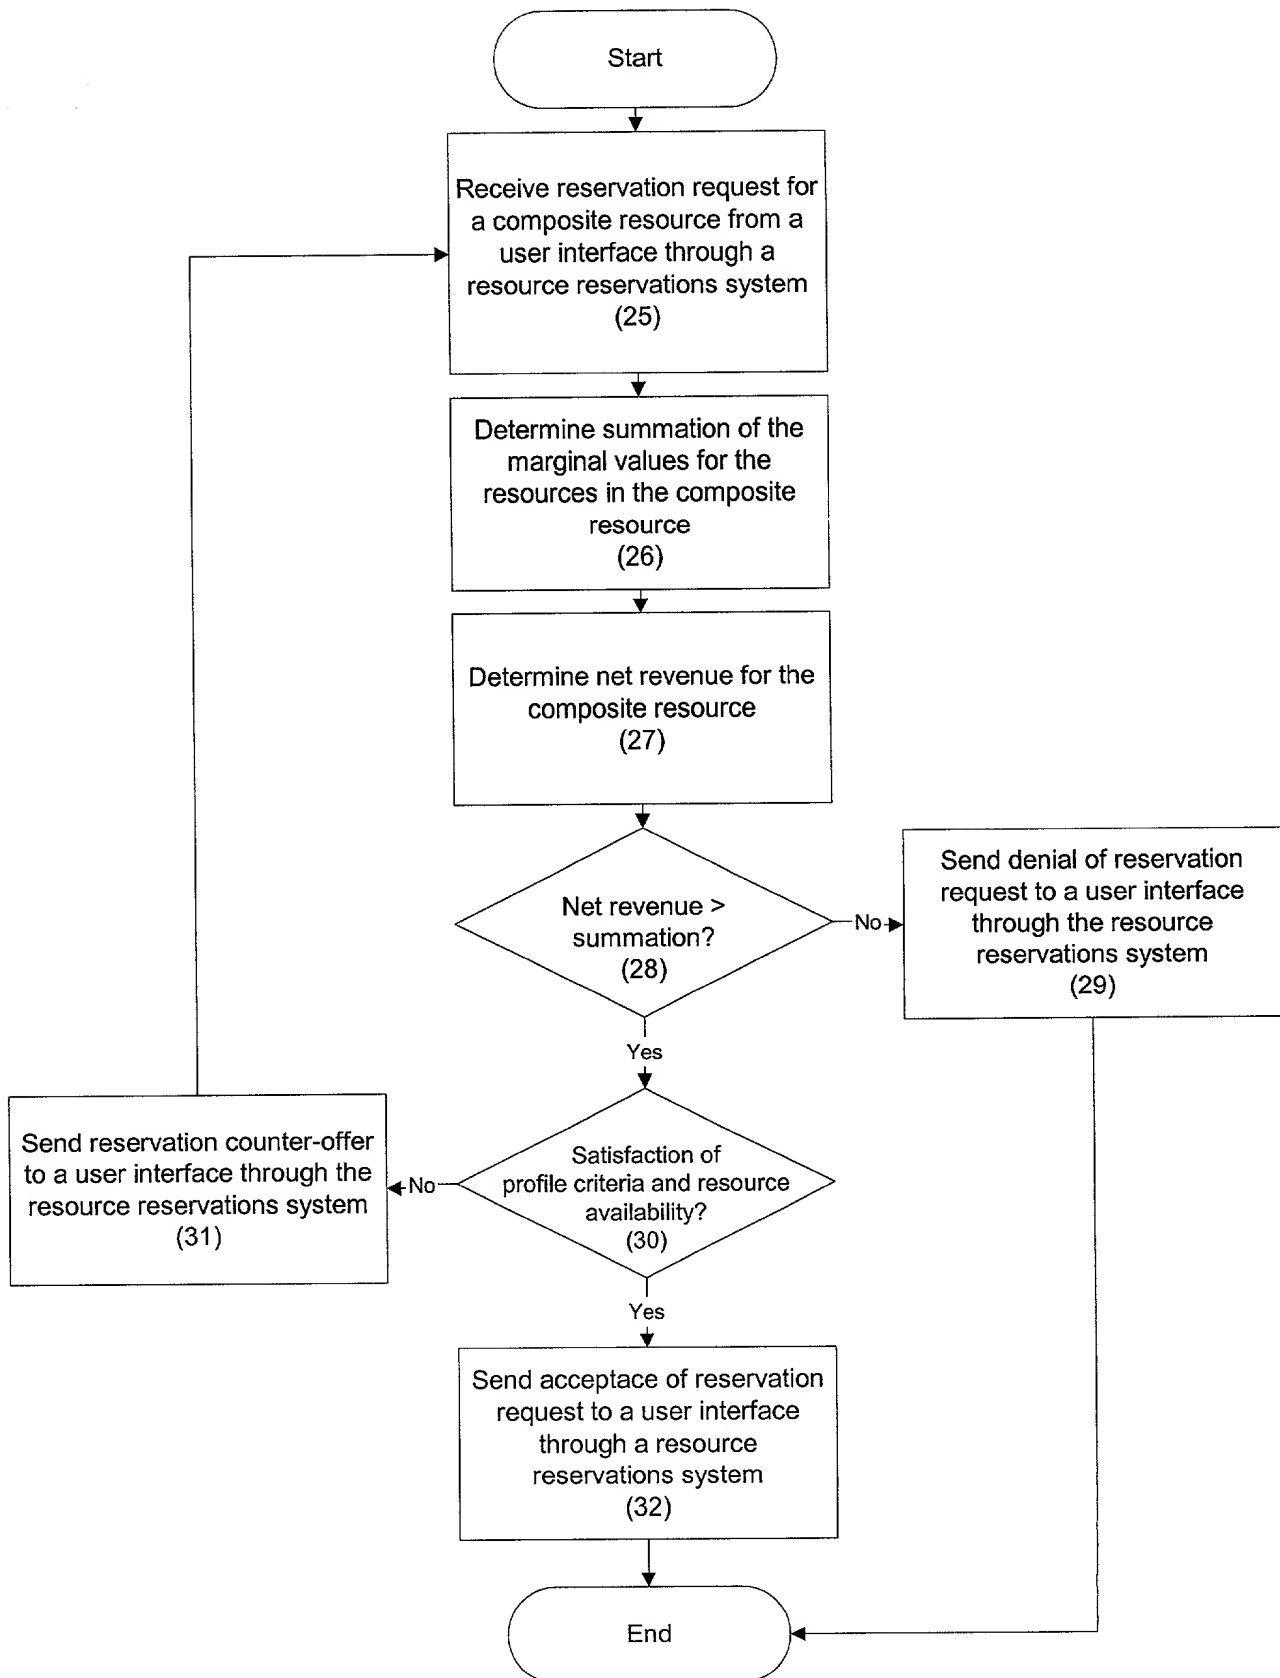 Start
Receive reservation request for
a composite resource from a
user interface through a
resource reservations system
(25)
Determine summation of the
marginal values for the
resources in the composite
resource
(26)
Determine net revenue for the
composite resource
(27)
Net revenue >
summation?
(28)
No
Send denial of reservation
request to a user interface
through the resource
reservations system
(29)
Yes
Satisfaction of
profile criteria and resource
availability?
(30)
No
Send reservation counter-offer
to a user interface through the
resource reservations system
(31)
Yes
Send acceptace of reservation
request to a user interface
through a resource
reservations system
(32)
End